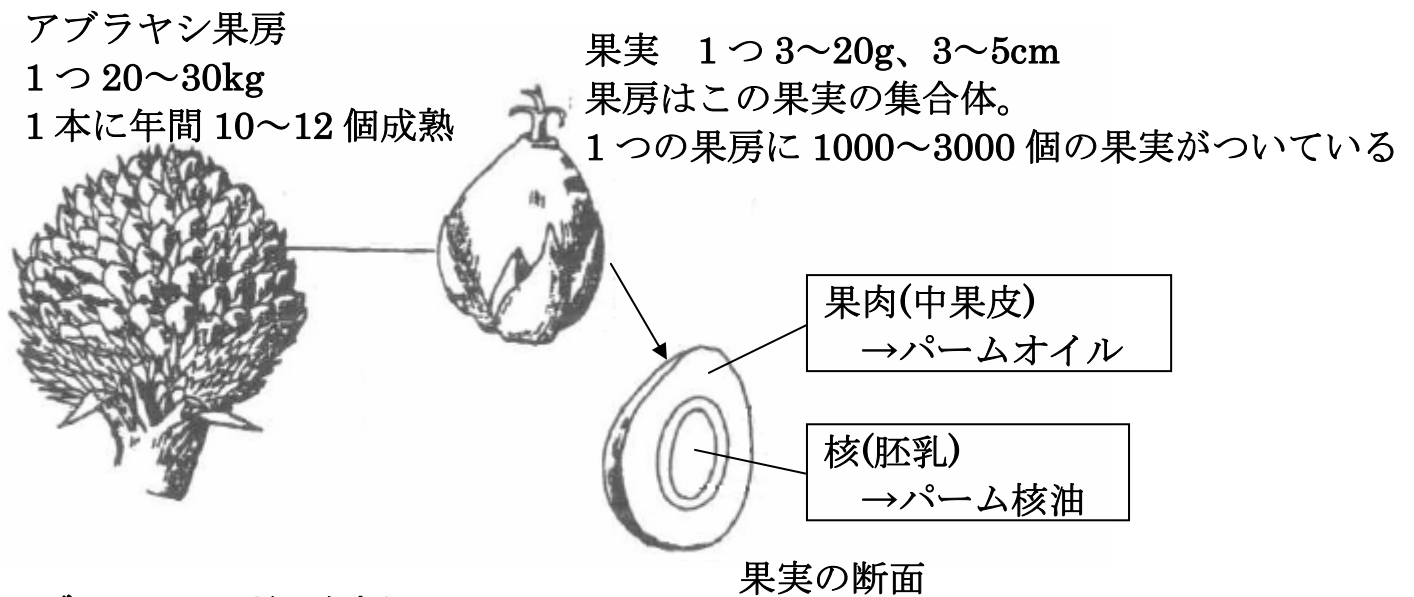 アブラヤシ果房
1つ20～30kg
1本に年間10～12個成熟
果実　1つ3～20g、3～5cm
果房はこの果実の集合体。
1つの果房に1000～3000個の果実がついている
果肉(中果皮)
→パームオイル
核(胚乳)
→パーム核油
果実の断面